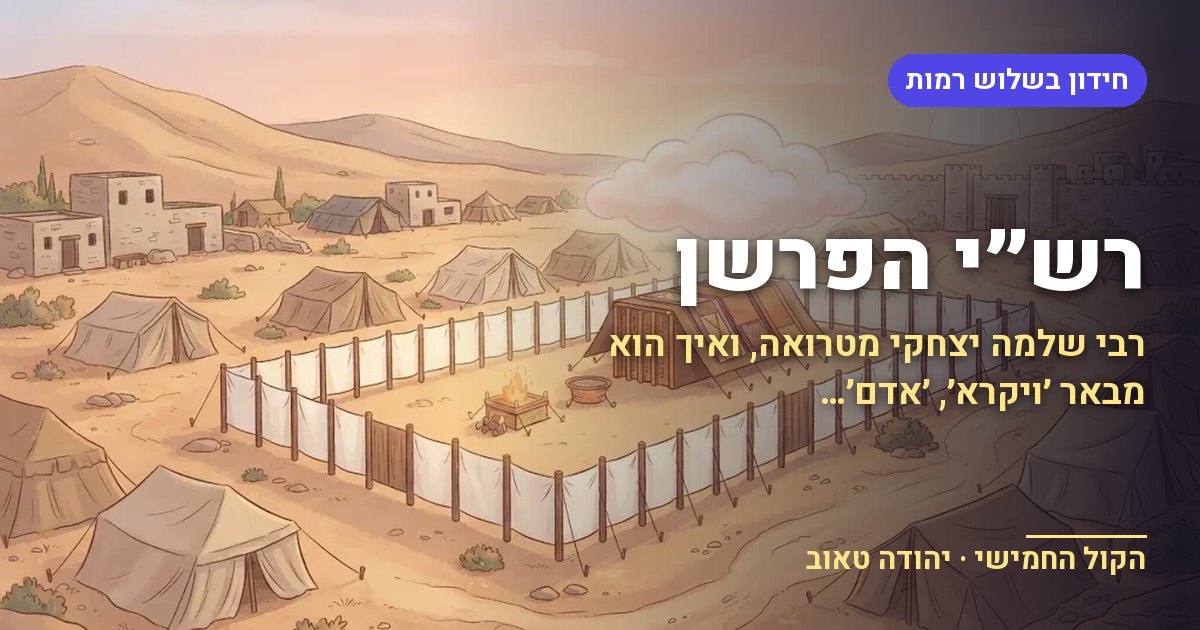 חידון בשלוש רמות
רש״י הפרשן
רבי שלמה יצחקי מטרואה, ואיך הוא
מבאר ׳ויקרא׳, ׳אדם׳...
הקול החמישי · יהודה טאוב